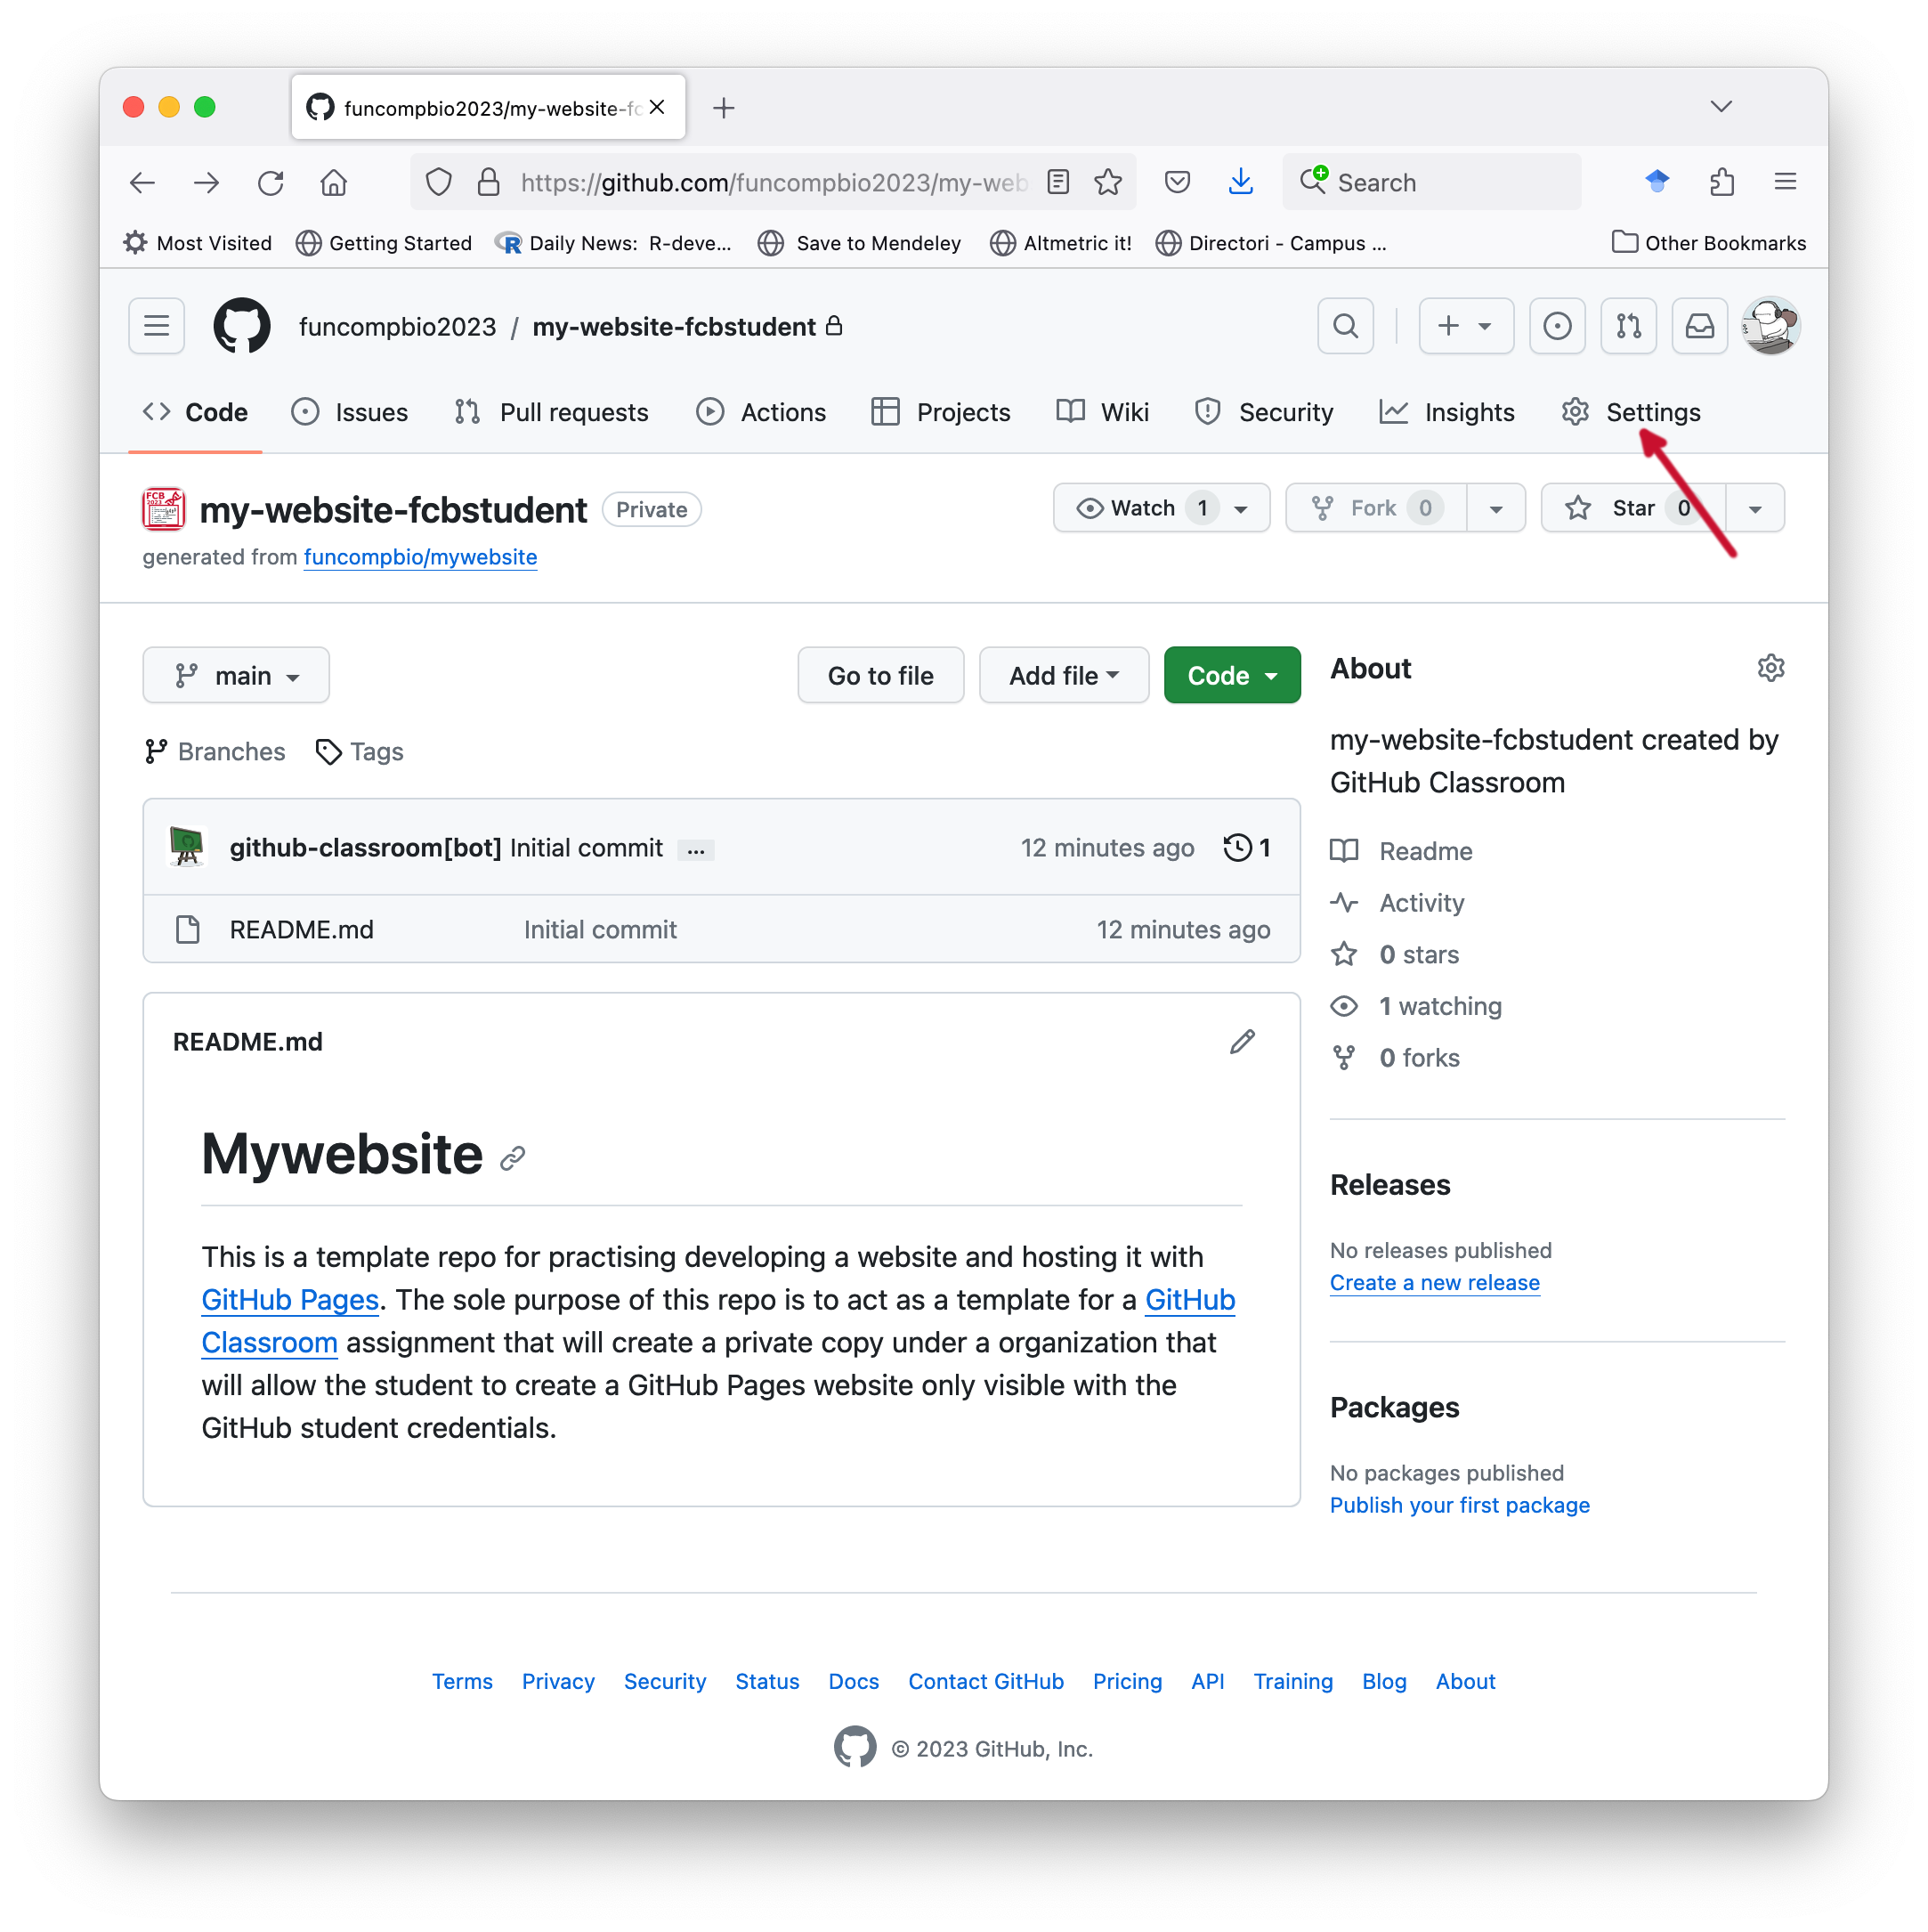 funcompbio2023/my-website-fc
https://github.com/funcompbio2023/my-web
Search
Most Visited
Getting Started
Daily News: R-deve...
Save to Mendeley
Altmetric it!
Directori - Campus ...
Other Bookmarks
funcompbio2023 / my-website-fcbstudent
Code
Issues
Pull requests
Actions
Projects
Wiki
Security
Insights
Settings
FCB
2023
my-website-fcbstudent
Private
Watch 1
Fork 0
Star 0
generated from funcompbio/mywebsite
main
Go to file
Add file
Code
Branches
Tags
github-classroom[bot] Initial commit ...
12 minutes ago
1
README.md
Initial commit
12 minutes ago
README.md
Mywebsite
This is a template repo for practising developing a website and hosting it with
GitHub Pages. The sole purpose of this repo is to act as a template for a GitHub
Classroom assignment that will create a private copy under a organization that
will allow the student to create a GitHub Pages website only visible with the
GitHub student credentials.
About
my-website-fcbstudent created by
GitHub Classroom
Readme
Activity
0 stars
1 watching
0 forks
Releases
No releases published
Create a new release
Packages
No packages published
Publish your first package
Terms
Privacy
Security
Status
Docs
Contact GitHub
Pricing
API
Training
Blog
About
© 2023 GitHub, Inc.